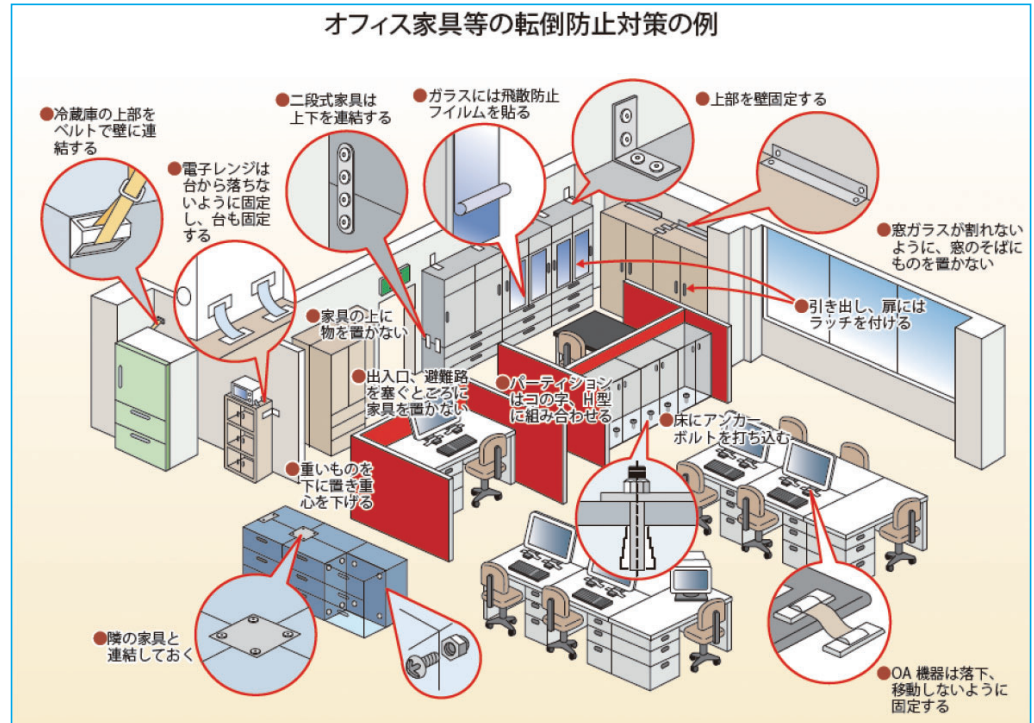 オフィス家具等の転倒防止対策の例
●冷蔵庫の上部を
ベルトで壁に連
結する
●電子レンジは
台から落ちな
いように固定
し、台も固定
する
●二段式家具は
上下を連結する
●ガラスには飛散防止
フイルムを貼る
●上部を壁固定する
●窓ガラスが割れない
ように、窓のそばに
ものを置かない
●引き出し、扉には
ラッチを付ける
●家具の上に
物を置かない
●出入口、避難路
を塞ぐところに
家具を置かない
●パーティション
はコの字、H型
に組み合わせる
●床にアンカー
ボルトを打ち込む
●重いものを
下に置き重
心を下げる
●隣の家具と
連結しておく
●OA 機器は落下、
移動しないように
固定する